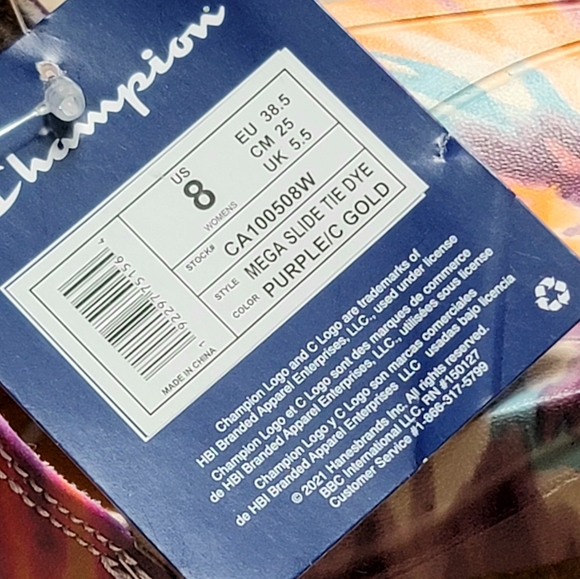 Champion
US
8
WOMENS
EU 38.5
CM 25
UK 5.5
STOCK# CA100508W
STYLE MEGA SLIDE TIE DYE
COLOR PURPLE/C GOLD
MADE IN CHINA
Champion Logo and C Logo are trademarks of
HBI Branded Apparel Enterprises, LLC., used under license
Champion Logo et C Logo sont des marques de commerce
de HBI Branded Apparel Enterprises, LLC., utilisées sous license
Champion Logo y C Logo son marcas comerciales
de HBI Branded Apparel Enterprises LLC usadas bajo licencia
© 2021 Hanesbrands Inc. All rights reserved.
BBC International LLC. RN #150127
Customer Service #1-866-317-5799